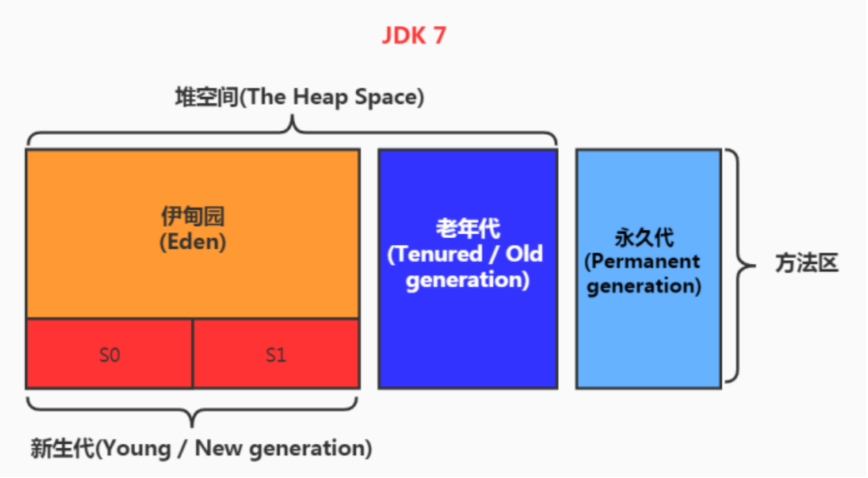 JDK 7
堆空间(The Heap Space)
伊甸园
(Eden)
老年代
(Tenured / Old
generation)
永久代
(Permanent
generation)
方法区
S0
S1
新生代(Young / New generation)